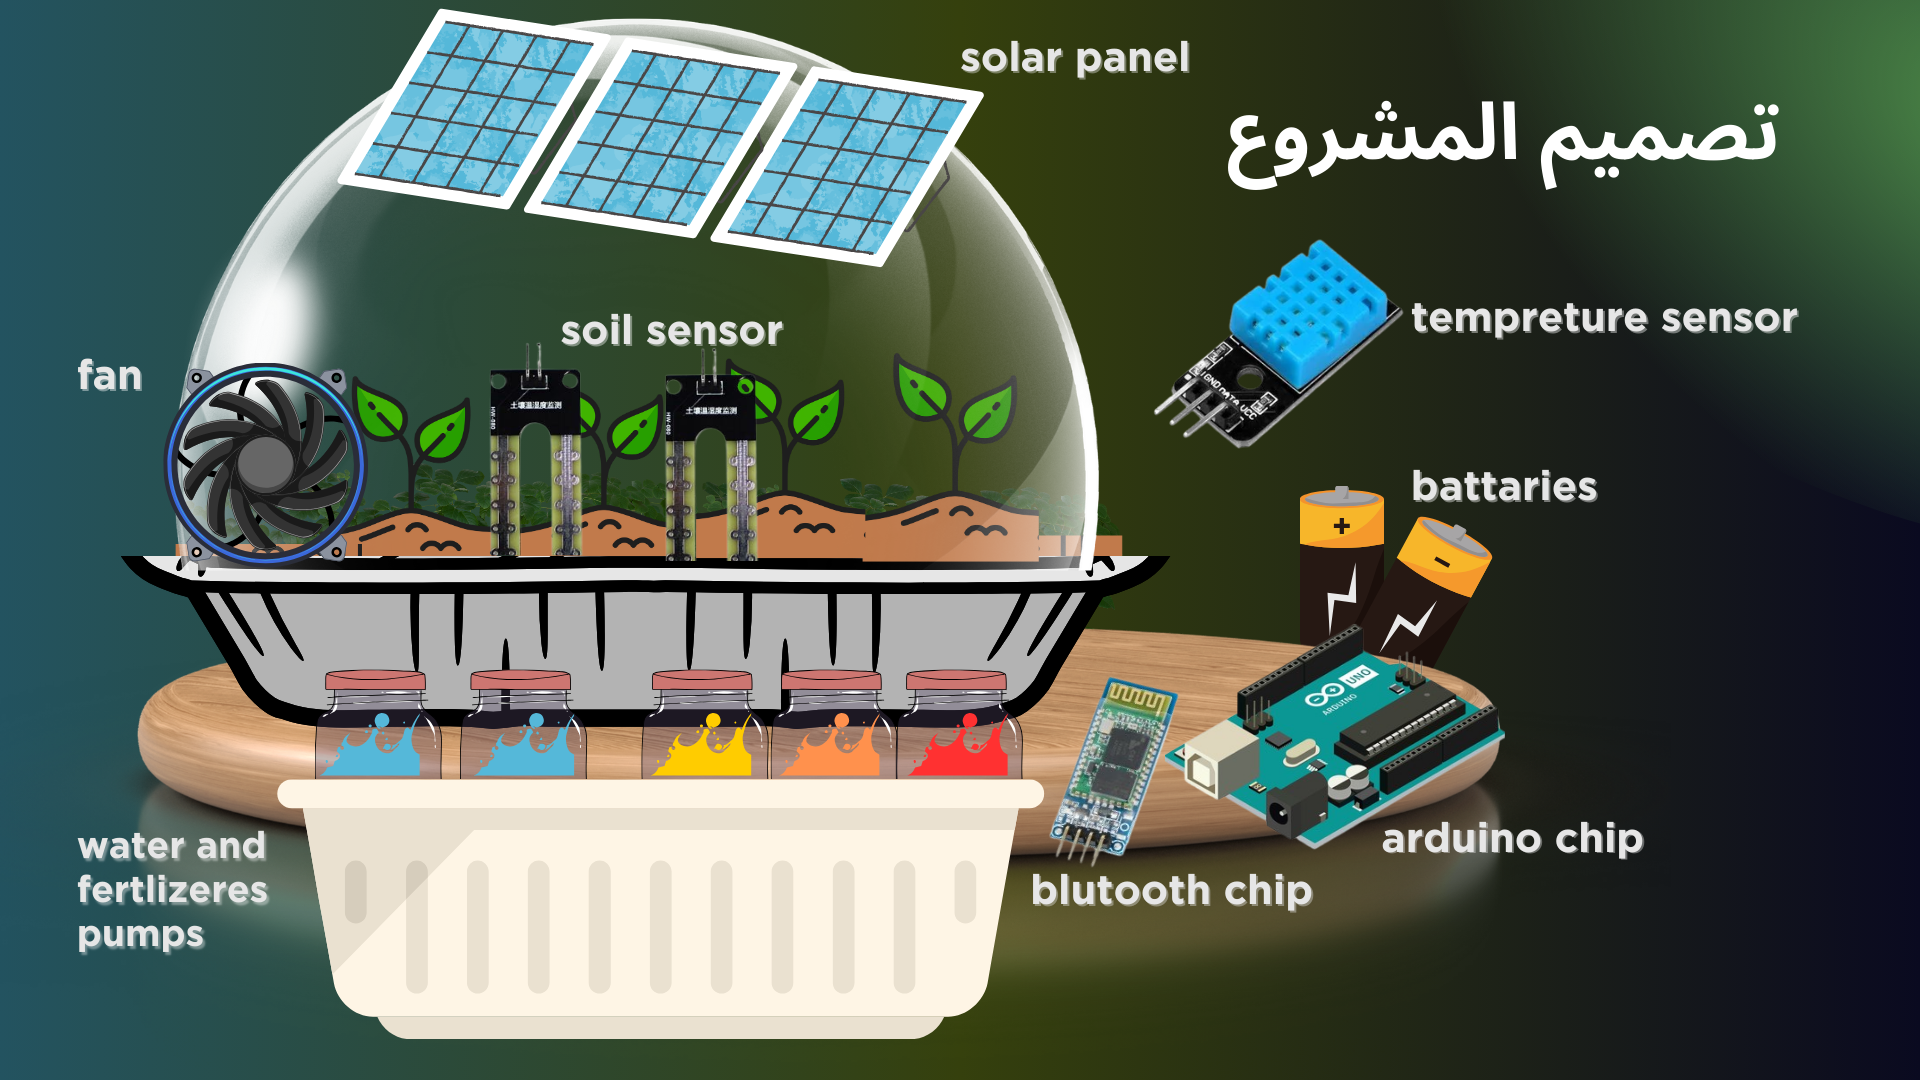 solar panel
تصميم المشروع
soil sensor
tempreture sensor
fan
土壤温湿度监测
土壤温湿度监测
GND DATA VCC
battaries
+
-
UNO
ARDUINO
water and
fertlizeres
pumps
arduino chip
blutooth chip